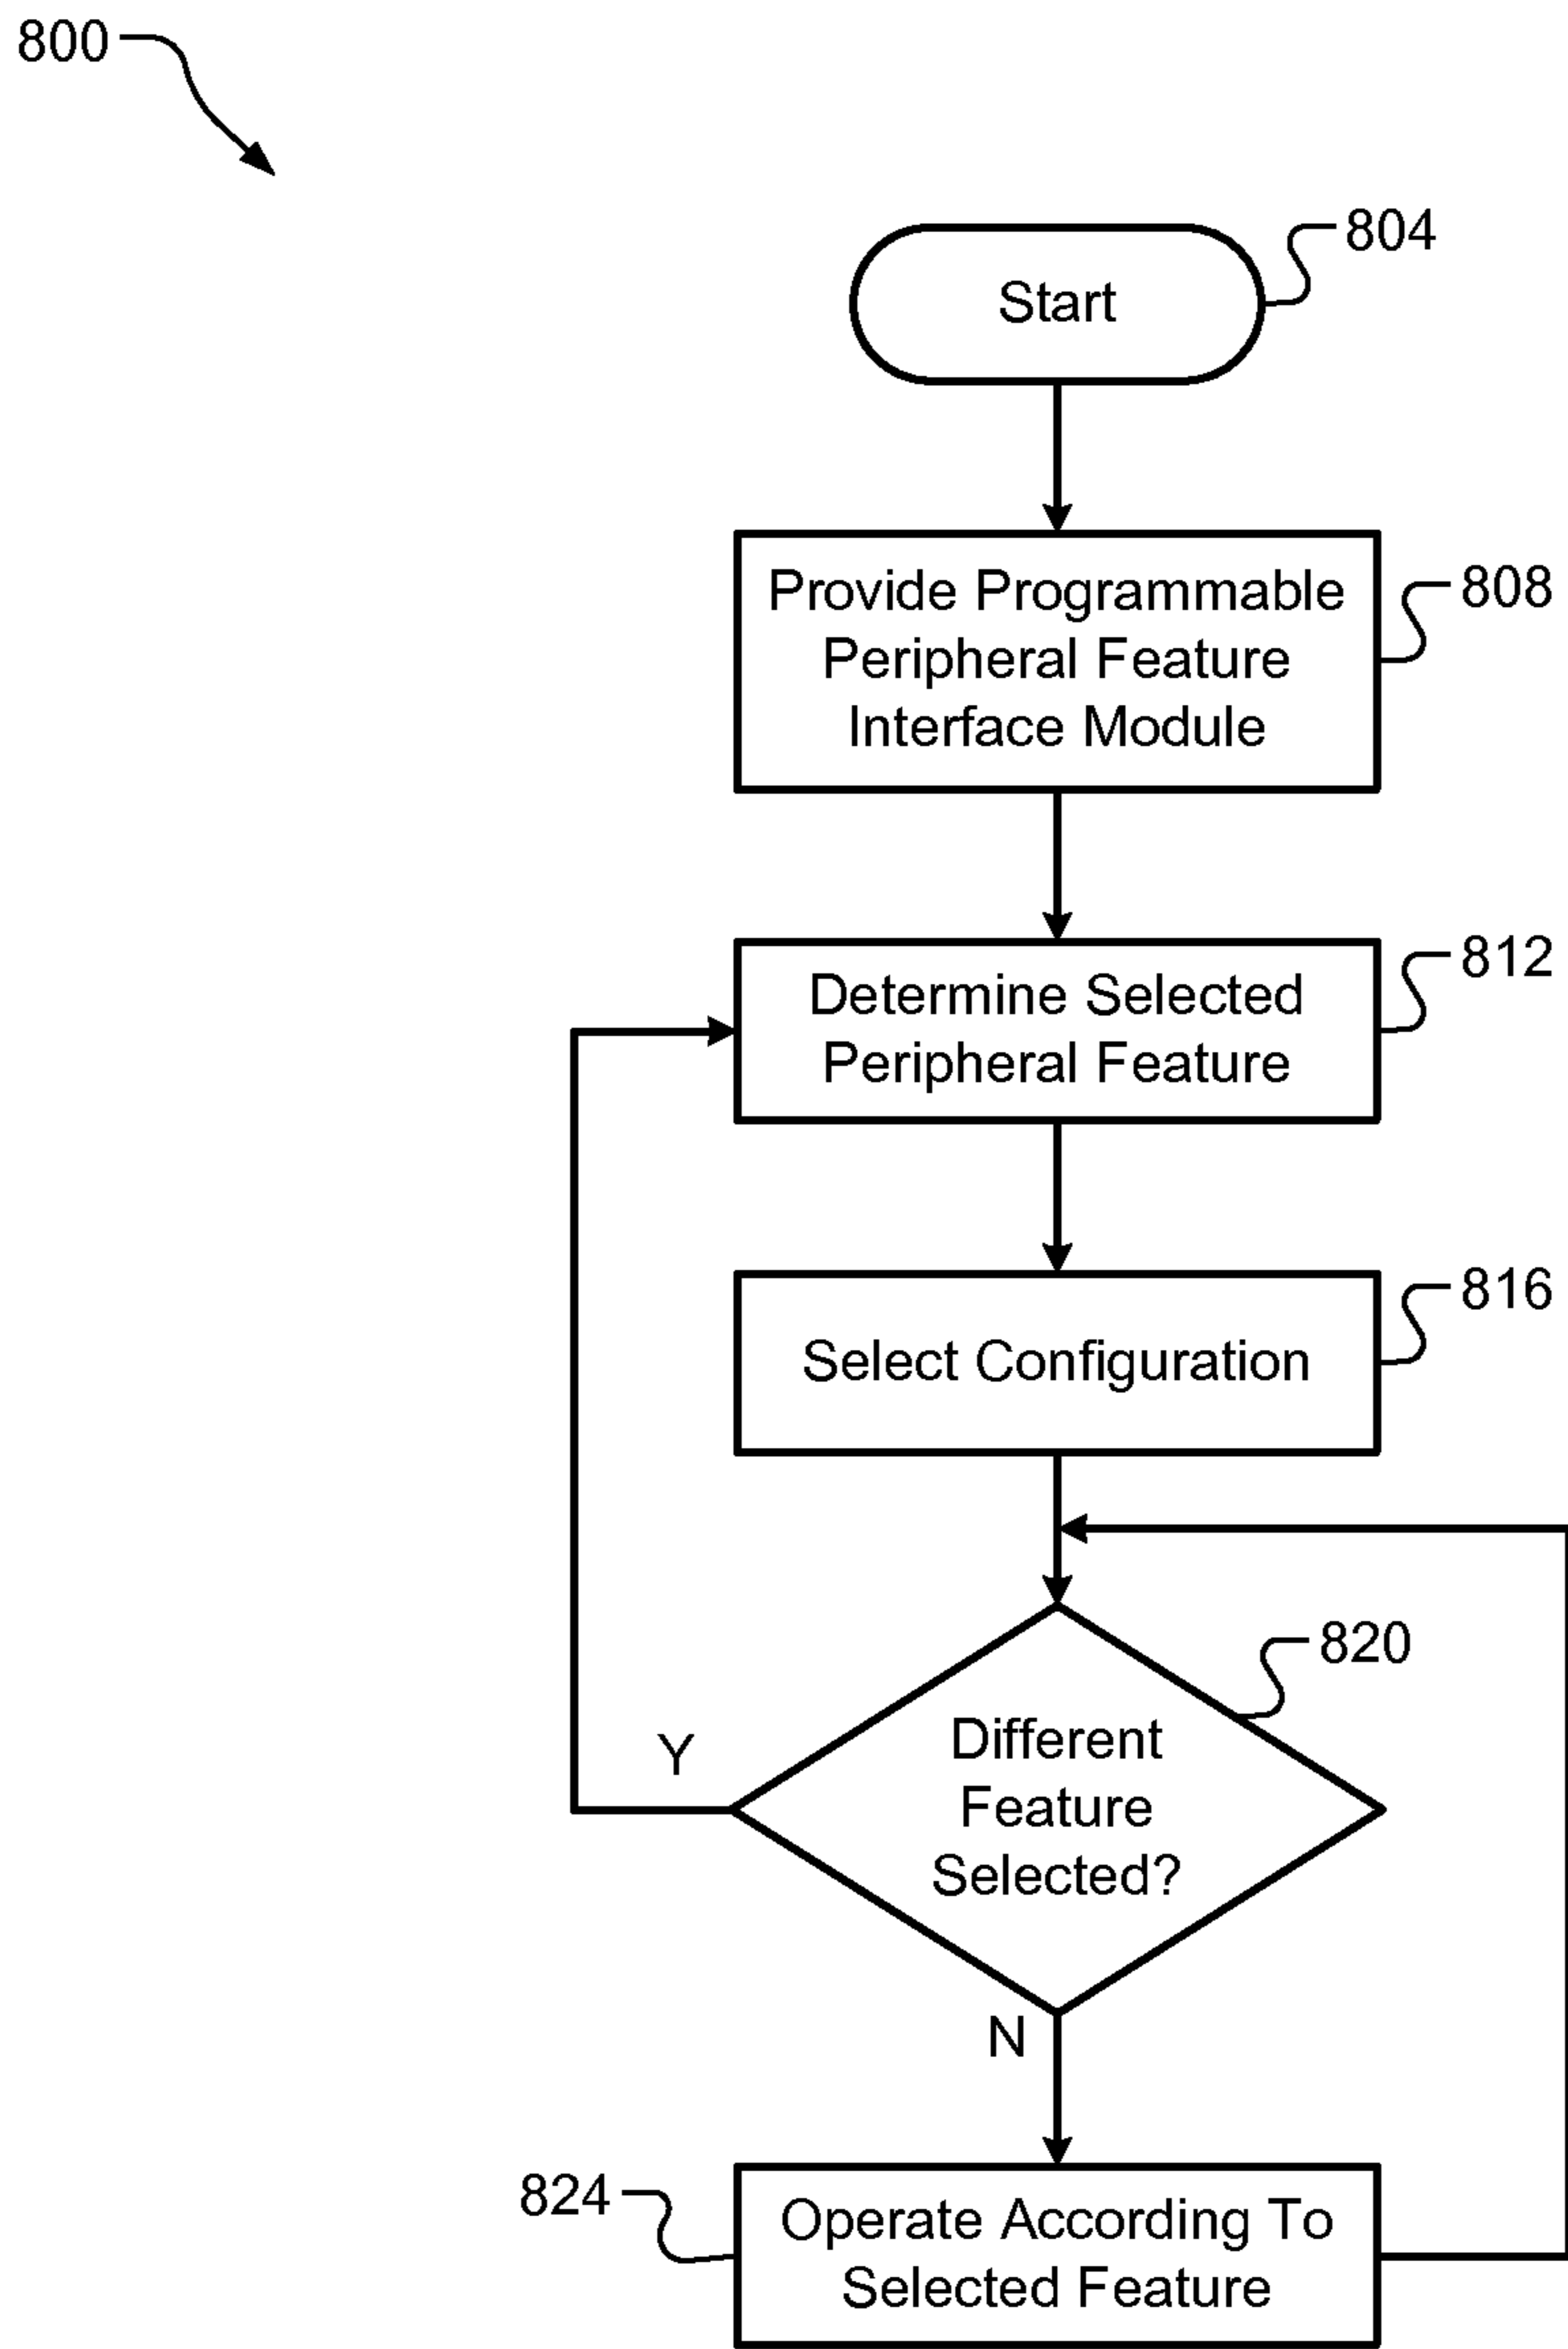 800
804
Start
808
Provide Programmable
Peripheral Feature
Interface Module
812
Determine Selected
Peripheral Feature
816
Select Configuration
820
Different
Feature
Selected?
Y
N
824
Operate According To
Selected Feature